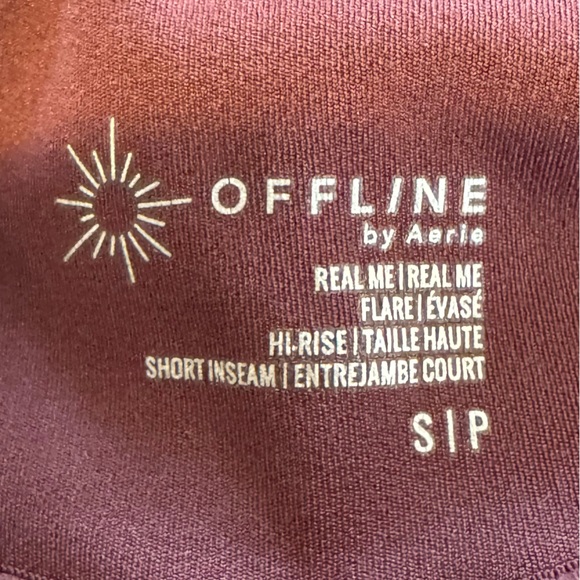 OFFLINE
by Aerie
REAL ME | REAL ME
FLARE | ÉVASÉ
HI-RISE | TAILLE HAUTE
SHORT INSEAM | ENTREJAMBE COURT
S | P